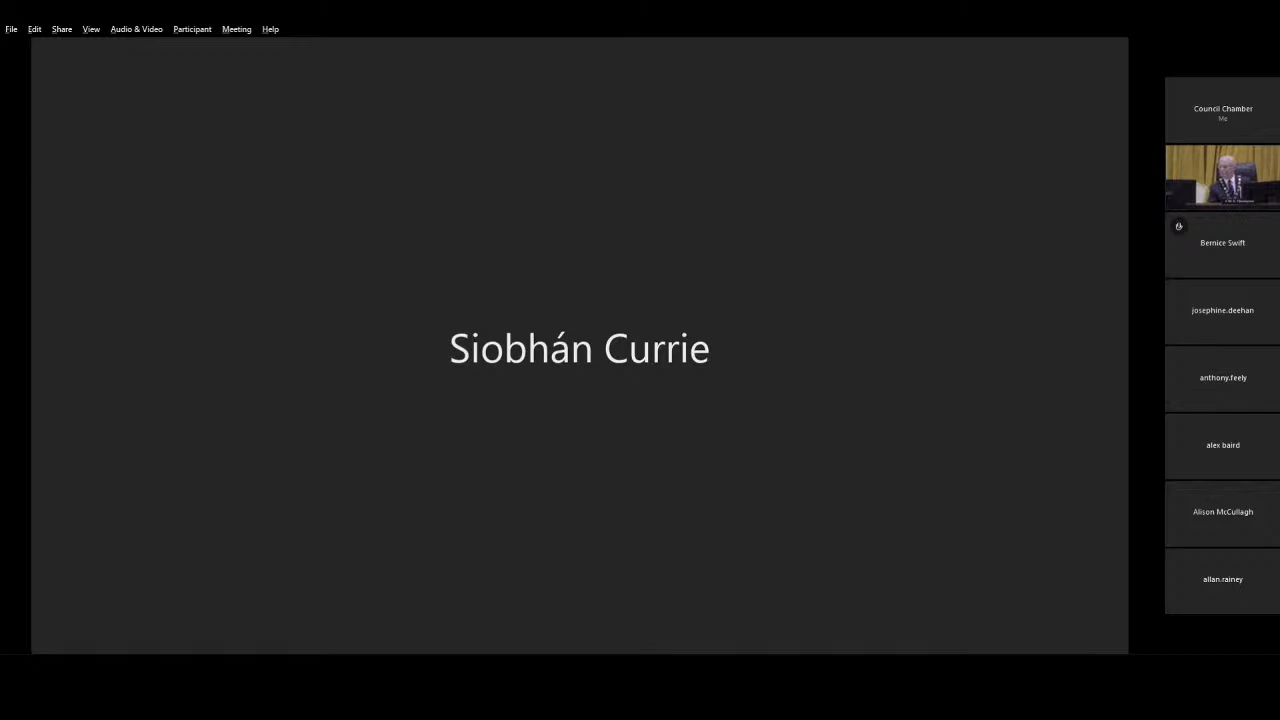 File Edit Share View Audio & Video Participant Meeting Help
Siobhán Currie
Council Chamber
Me
Bernice Swift
josephine.deehan
anthony.feely
alex baird
Alison McCullagh
allan.rainey